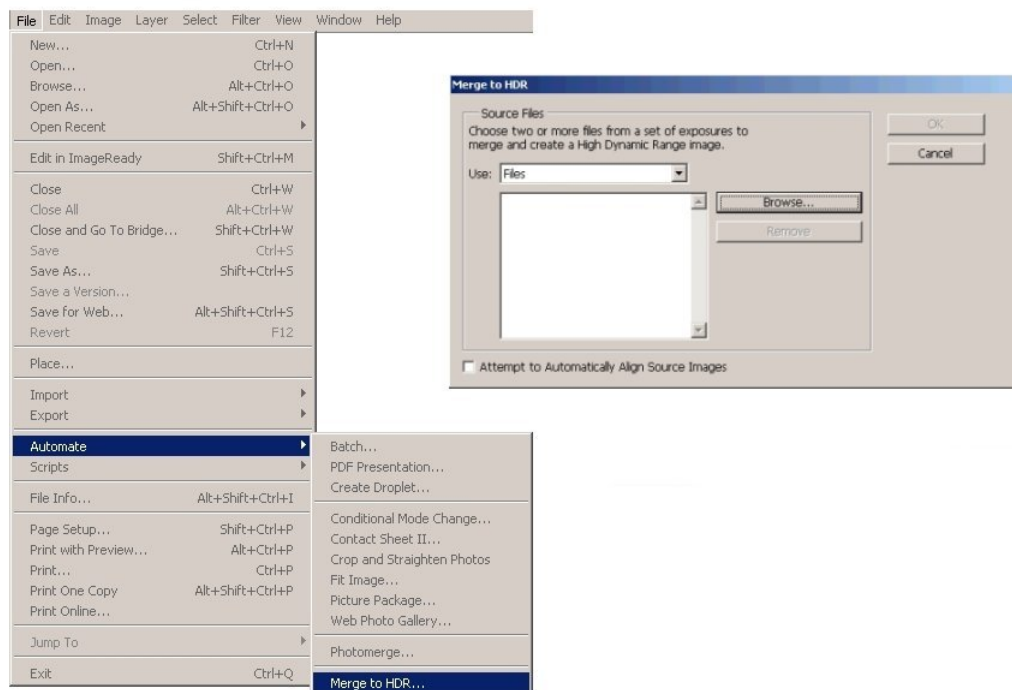 File Edit Image Layer Select Filter View Window Help
New... Ctrl+N
Open... Ctrl+O
Browse... Alt+Ctrl+O
Open As... Alt+Shift+Ctrl+O
Open Recent
Edit in ImageReady Shift+Ctrl+M
Close Ctrl+W
Close All Alt+Ctrl+W
Close and Go To Bridge... Shift+Ctrl+W
Save Ctrl+S
Save As... Shift+Ctrl+S
Save a Version...
Save for Web... Alt+Shift+Ctrl+S
Revert F12
Place...
Import
Export
Automate
Scripts
File Info... Alt+Shift+Ctrl+I
Page Setup... Shift+Ctrl+P
Print with Preview... Alt+Ctrl+P
Print... Ctrl+P
Print One Copy Alt+Shift+Ctrl+P
Print Online...
Jump To
Exit Ctrl+Q
Batch...
PDF Presentation...
Create Droplet...
Conditional Mode Change...
Contact Sheet II...
Crop and Straighten Photos
Fit Image...
Picture Package...
Web Photo Gallery...
Photomerge...
Merge to HDR...
Merge to HDR
Source Files
Choose two or more files from a set of exposures to
merge and create a High Dynamic Range image.
Use: Files
Browse...
Remove
Attempt to Automatically Align Source Images
OK
Cancel